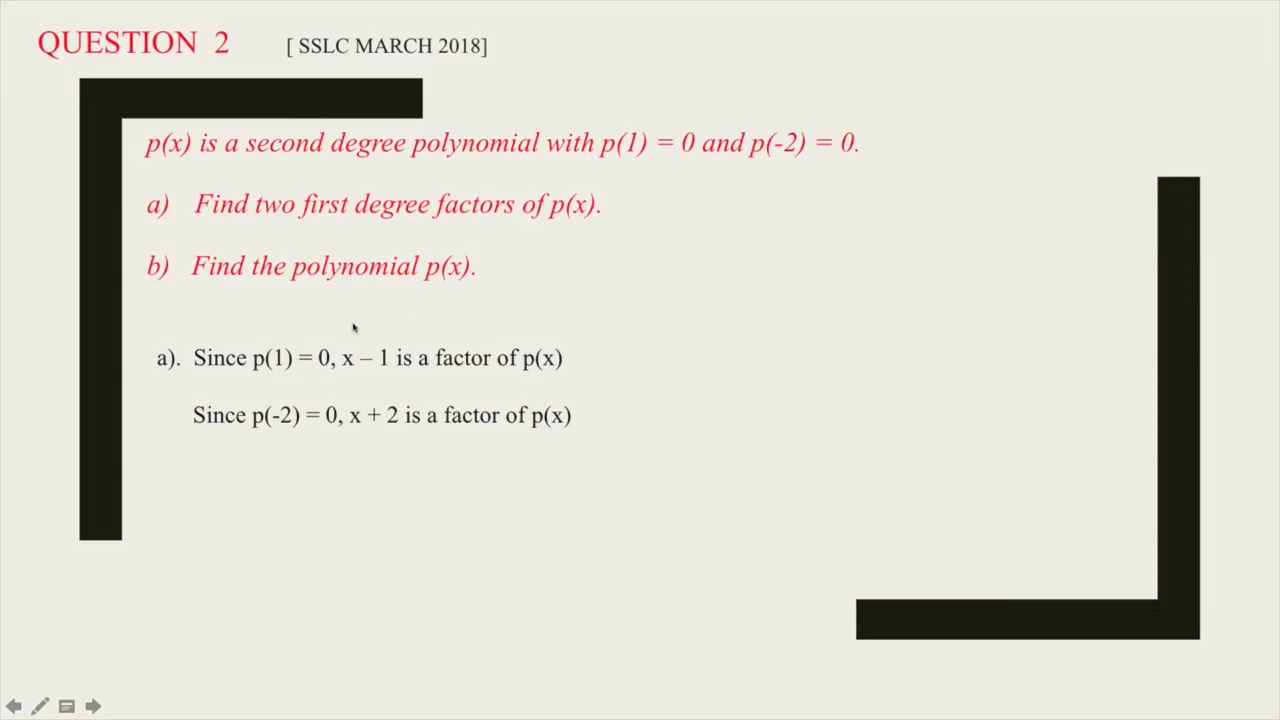 QUESTION 2 [ SSLC MARCH 2018]
p(x) is a second degree polynomial with p(1) = 0 and p(-2) = 0.
a) Find two first degree factors of p(x).
b) Find the polynomial p(x).
a). Since p(1) = 0, x – 1 is a factor of p(x)
Since p(-2) = 0, x + 2 is a factor of p(x)